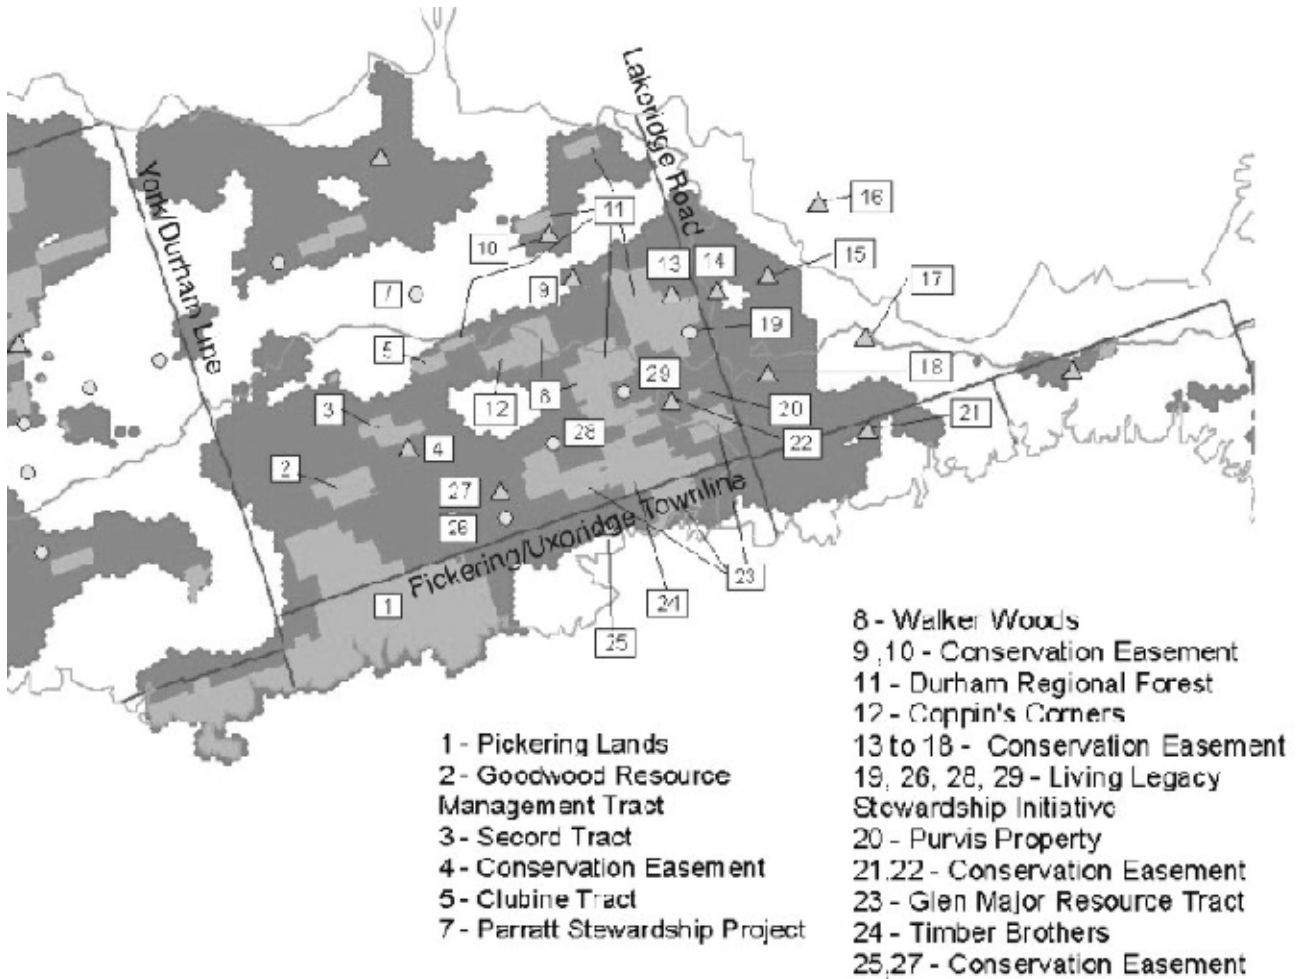 Lakeridge Road
York/Durham Line
16
11
10
13
14
15
7
9
17
19
5
29
18
3
12
8
20
28
4
22
21
2
27
28
Pickering/Uxbridge Townline
23
1
24
25
8 - Walker Woods
9 ,10 - Conservation Easement
11 - Durham Regional Forest
12 - Coppin's Corners
13 to 18 - Conservation Easement
19, 26, 28, 29 - Living Legacy
Stewardship Initiative
20 - Purvis Property
21,22 - Conservation Easement
23 - Glen Major Resource Tract
24 - Timber Brothers
25,27 - Conservation Easement
1 - Pickering Lands
2 - Goodwood Resource
Management Tract
3 - Secord Tract
4 - Conservation Easement
5 - Clubine Tract
7 - Parratt Stewardship Project